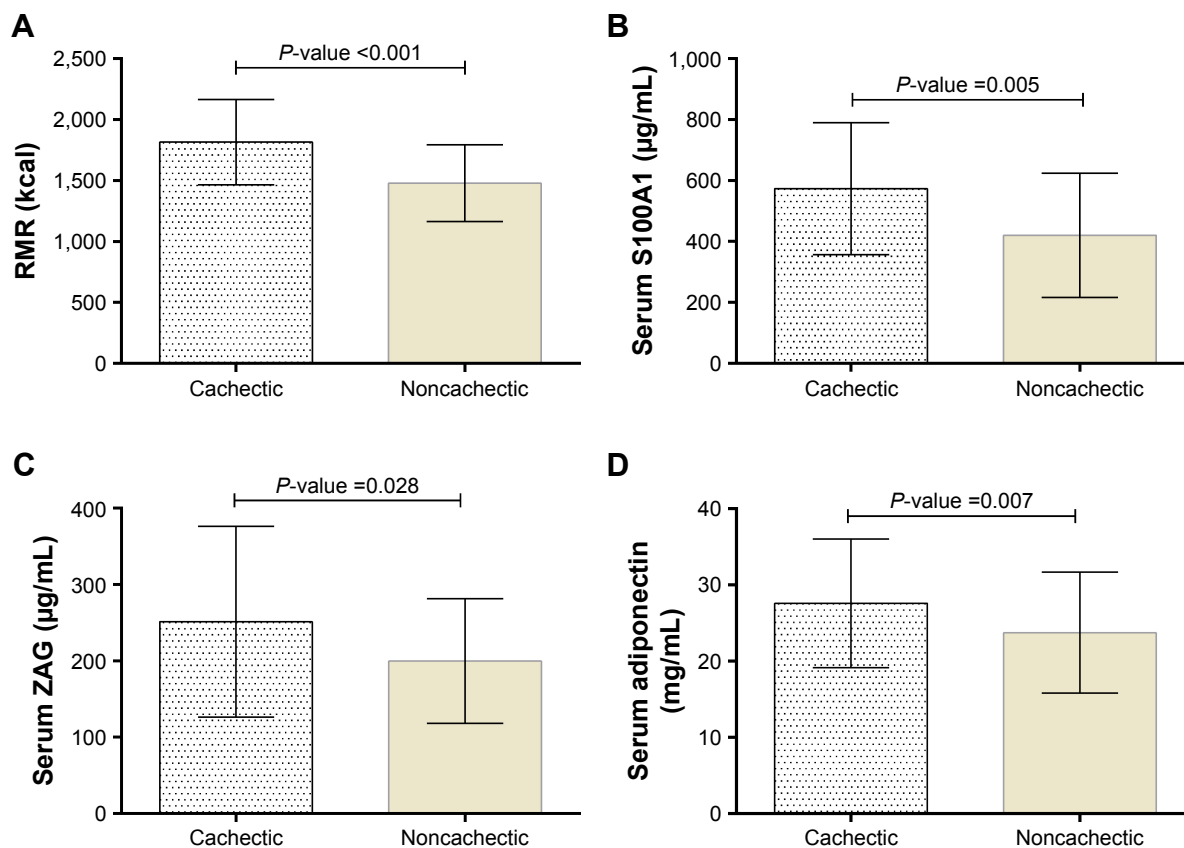 A
RMR (kcal)
2,500
2,000
1,500
1,000
500
0
P-value <0.001
Cachectic
Noncachectic
B
Serum S100A1 (µg/mL)
1,000
800
600
400
200
0
P-value =0.005
Cachectic
Noncachectic
C
Serum ZAG (µg/mL)
400
300
200
100
0
P-value =0.028
Cachectic
Noncachectic
D
Serum adiponectin
(mg/mL)
40
30
20
10
0
P-value =0.007
Cachectic
Noncachectic